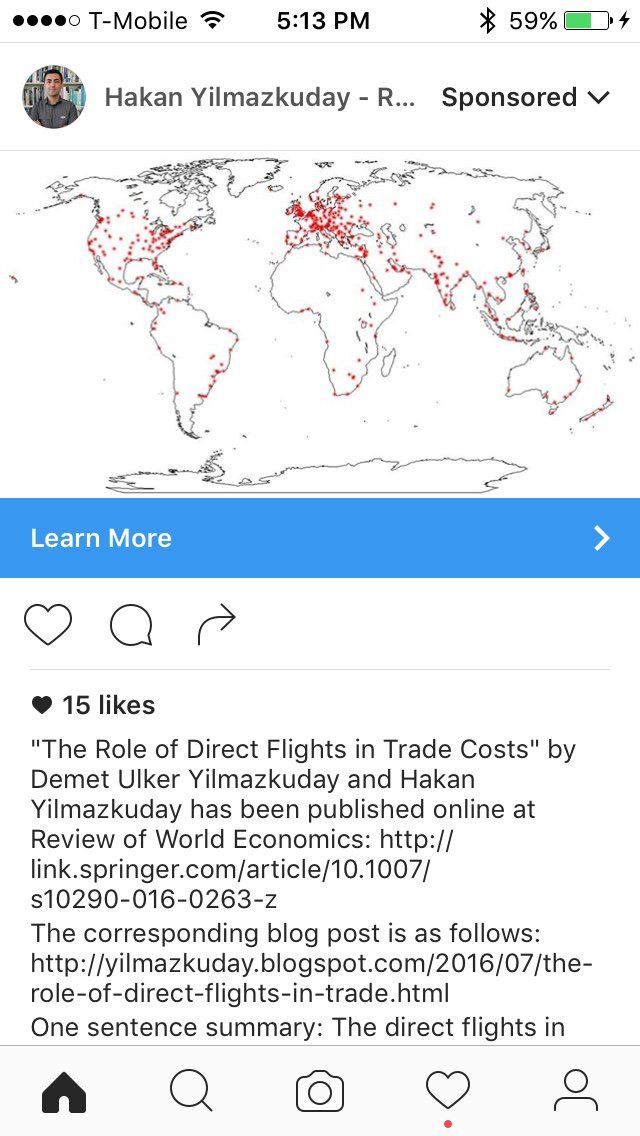 T-Mobile 5:13 PM 59%
Hakan Yilmazkuday - R... Sponsored
Learn More
15 likes
"The Role of Direct Flights in Trade Costs" by
Demet Ulker Yilmazkuday and Hakan
Yilmazkuday has been published online at
Review of World Economics: http://
link.springer.com/article/10.1007/
s10290-016-0263-z
The corresponding blog post is as follows:
http://yilmazkuday.blogspot.com/2016/07/the-
role-of-direct-flights-in-trade.html
One sentence summary: The direct flights in